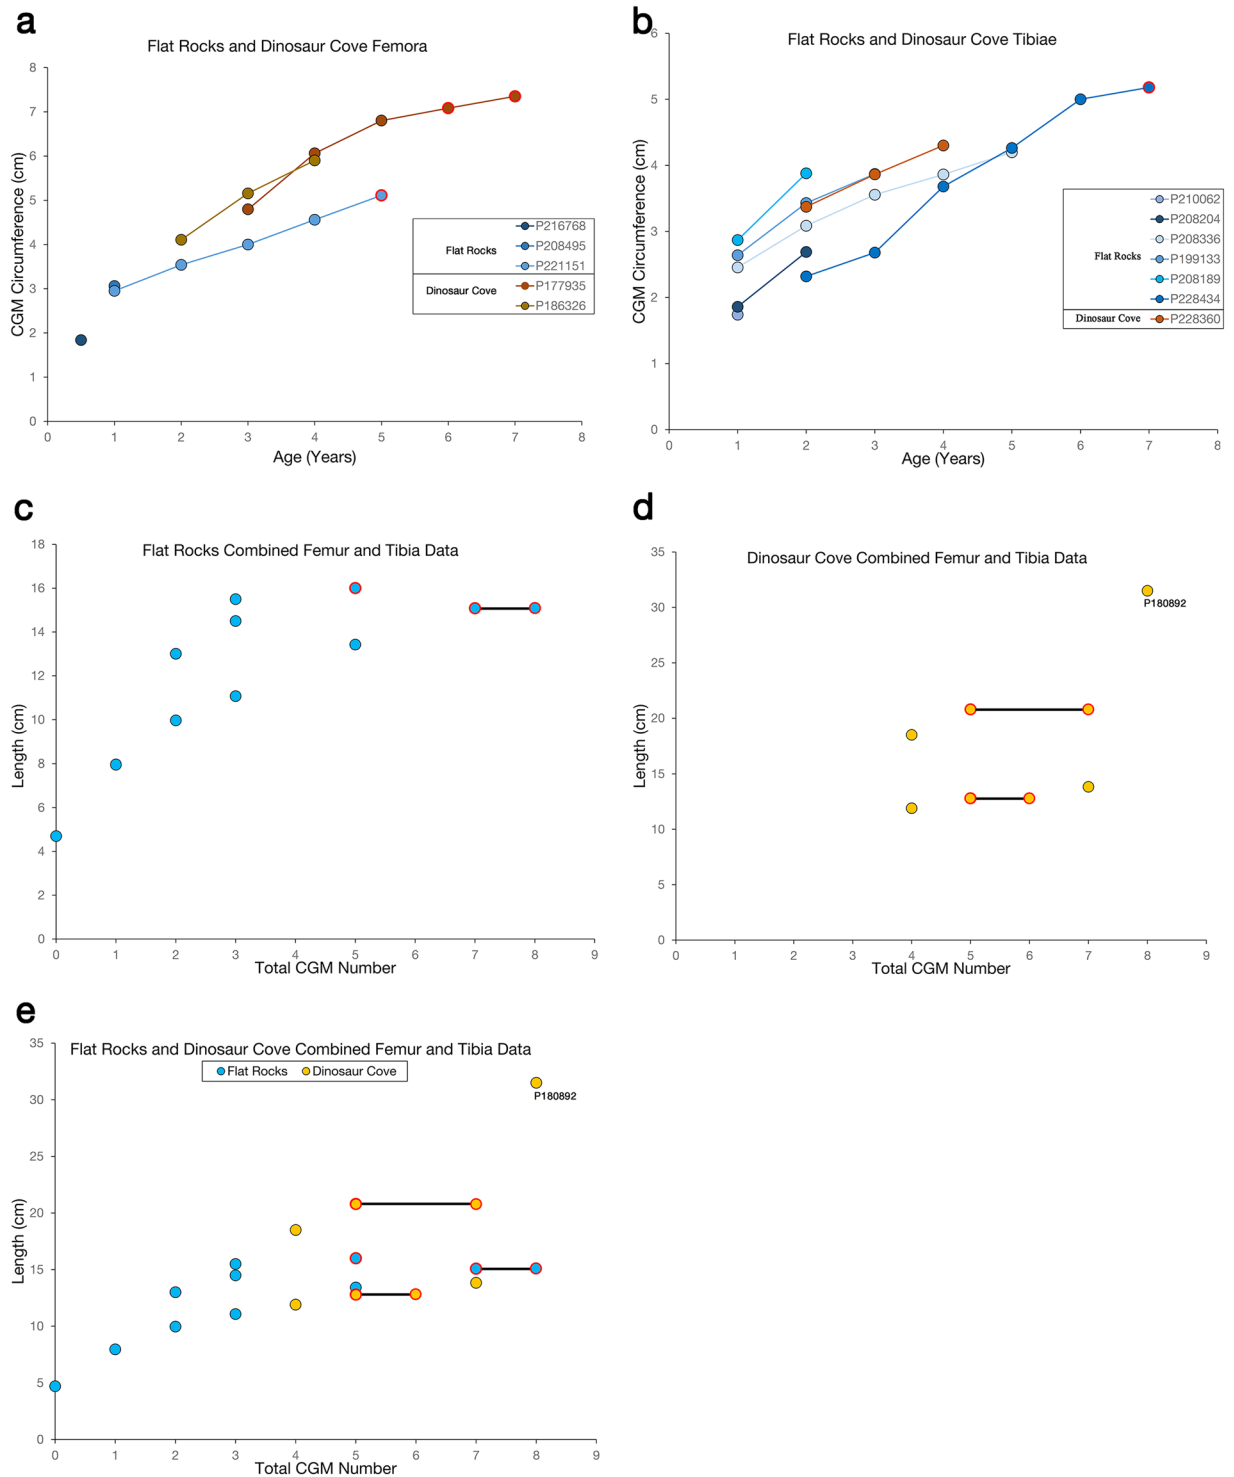 a
Flat Rocks and Dinosaur Cove Femora
CGM Circumference (cm)
8
7
6
5
4
3
2
1
0
0 1 2 3 4 5 6 7 8
Age (Years)
Flat Rocks
P216768
P208495
P221151
Dinosaur Cove
P177935
P186326
b
Flat Rocks and Dinosaur Cove Tibiae
CGM Circumference (cm)
6
5
4
3
2
1
0
0 1 2 3 4 5 6 7 8
Age (Years)
Flat Rocks
P210062
P208204
P208336
P199133
P208189
P228434
Dinosaur Cove
P228360
c
Flat Rocks Combined Femur and Tibia Data
Length (cm)
18
16
14
12
10
8
6
4
2
0
0 1 2 3 4 5 6 7 8 9
Total CGM Number
d
Dinosaur Cove Combined Femur and Tibia Data
Length (cm)
35
30
25
20
15
10
5
0
P180892
0 1 2 3 4 5 6 7 8 9
Total CGM Number
e
Flat Rocks and Dinosaur Cove Combined Femur and Tibia Data
Flat Rocks Dinosaur Cove
Length (cm)
35
30
25
20
15
10
5
0
P180892
0 1 2 3 4 5 6 7 8 9
Total CGM Number